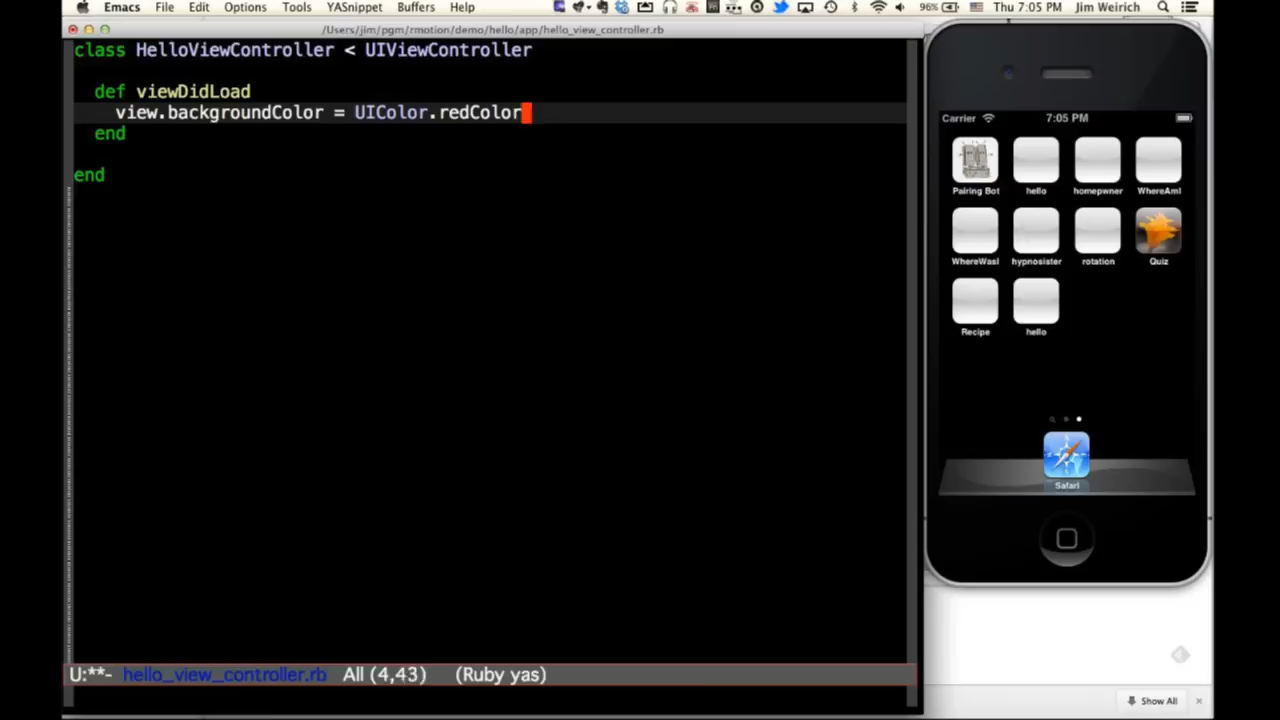 Emacs File Edit Options Tools YASnippet Buffers Help 96% Thu 7:05 PM Jim Weirich
/Users/jim/pgm/rmotion/demo/hello/app/hello_view_controller.rb
class HelloViewController < UIViewController
def viewDidLoad
view.backgroundColor = UIColor.redColor
end
end
U:**- hello_view_controller.rb All (4,43) (Ruby yas)
Carrier 7:05 PM
Pairing Bot hello homepwner WhereAmI
WhereWasI hypnosister rotation Quiz
Recipe hello
Safari
Show All